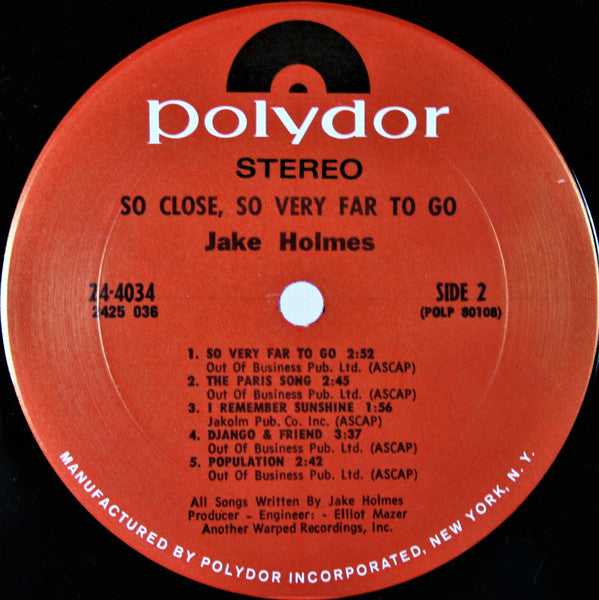 polydor
STEREO
SO CLOSE, SO VERY FAR TO GO
Jake Holmes
24-4034
2425 036
SIDE 2
(POLP 80108)
1. SO VERY FAR TO GO 2:52
Out Of Business Pub. Ltd. (ASCAP)
2. THE PARIS SONG 2:45
Out Of Business Pub. Ltd. (ASCAP)
3. I REMEMBER SUNSHINE 1:56
Jakolm Pub. Co. Inc. (ASCAP)
4. DJANGO & FRIEND 3:37
Out Of Business Pub. Ltd. (ASCAP)
5. POPULATION 2:42
Out Of Business Pub. Ltd. (ASCAP)
All Songs Written By Jake Holmes
Producer - Engineer: - Elliot Mazer
Another Warped Recordings, Inc.
MANUFACTURED BY POLYDOR INCORPORATED, NEW YORK, N. Y.